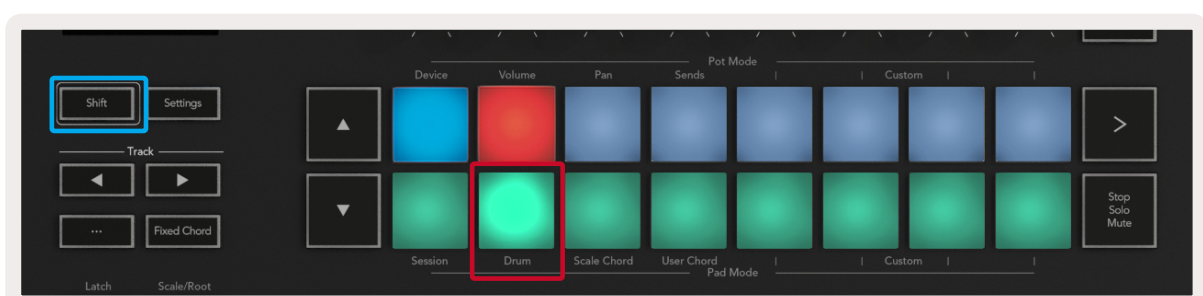 Pot Mode
Device Volume Pan Sends | | Custom | |
Shift Settings
Track
>
... Fixed Chord
Stop
Solo
Mute
Session Drum Scale Chord User Chord | | Custom | |
Pad Mode
Latch Scale/Root